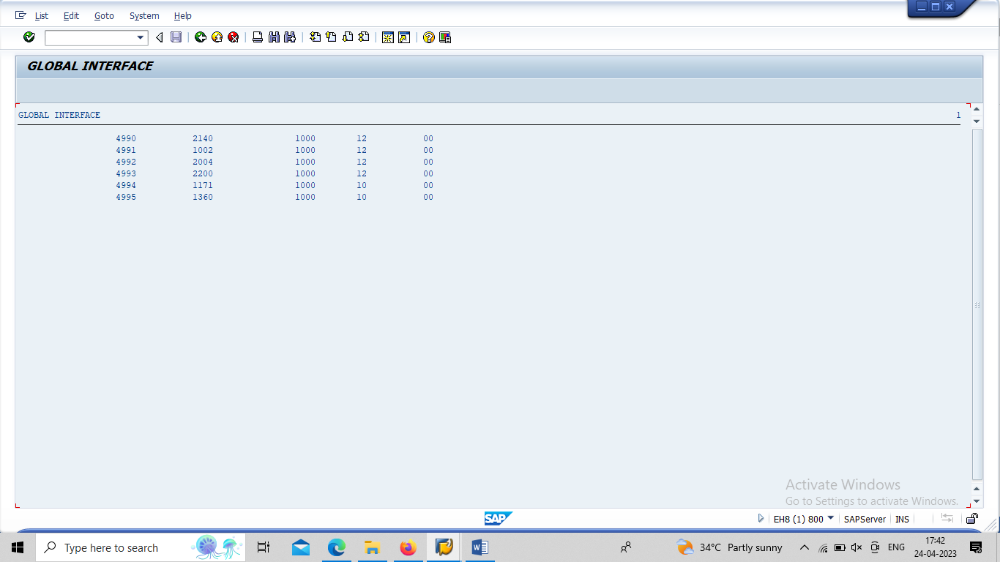 List Edit Goto System Help
GLOBAL INTERFACE
GLOBAL INTERFACE 1
4990 2140 1000 12 00
4991 1002 1000 12 00
4992 2004 1000 12 00
4993 2200 1000 12 00
4994 1171 1000 10 00
4995 1360 1000 10 00
Activate Windows
Go to Settings to activate Windows.
SAP EH8 (1) 800 SAPServer INS
Type here to search 34°C Partly sunny ENG 17:42
24-04-2023